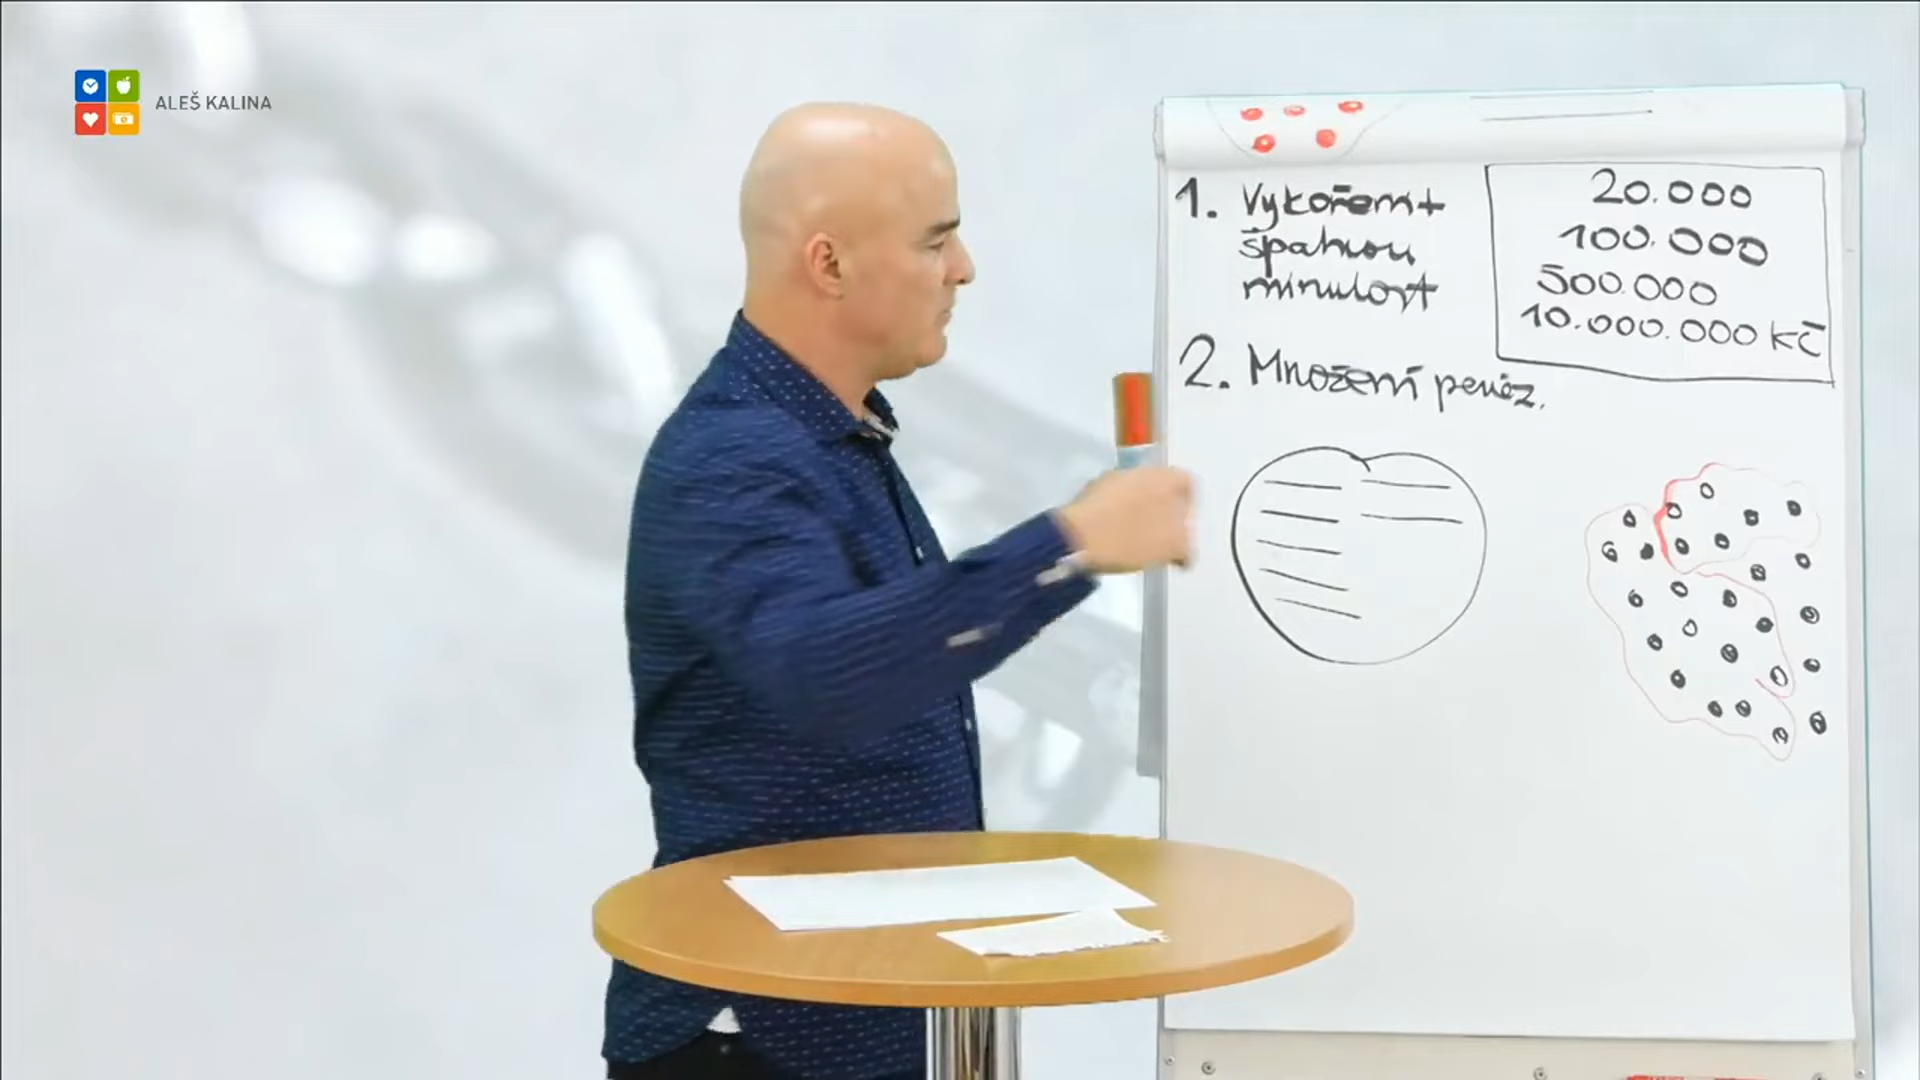 ALEŠ KALINA
1. Vykořenit
špatnou
minulost
20.000
100.000
500.000
10.000.000 KČ
2. Množení peněz.